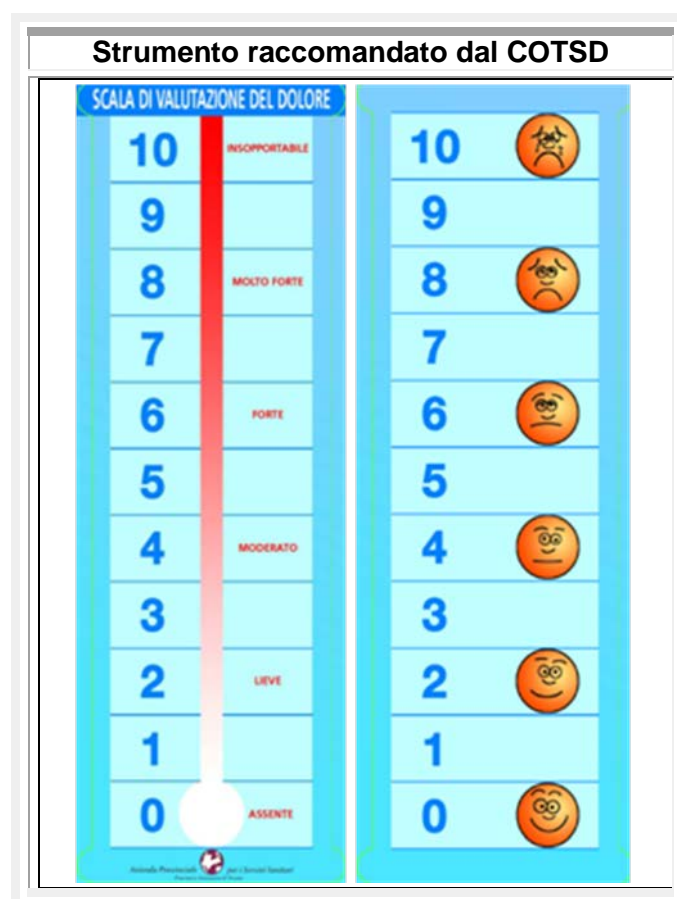 Strumento raccomandato dal COTSD
SCALA DI VALUTAZIONE DEL DOLORE
10 INSOPPORTABILE
9
8 MOLTO FORTE
7
6 FORTE
5
4 MODERATO
3
2 LIEVE
1
0 ASSENTE
Azienda Provinciale per i Servizi Sanitari
10
9
8
7
6
5
4
3
2
1
0